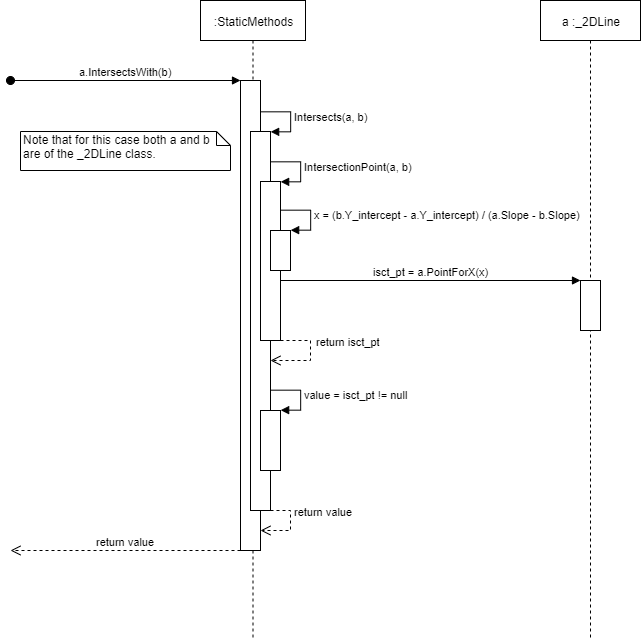 :StaticMethods
a :_2DLine
a.IntersectsWith(b)
Intersects(a, b)
Note that for this case both a and b
are of the _2DLine class.
IntersectionPoint(a, b)
x = (b.Y_intercept - a.Y_intercept) / (a.Slope - b.Slope)
isct_pt = a.PointForX(x)
return isct_pt
value = isct_pt != null
return value
return value